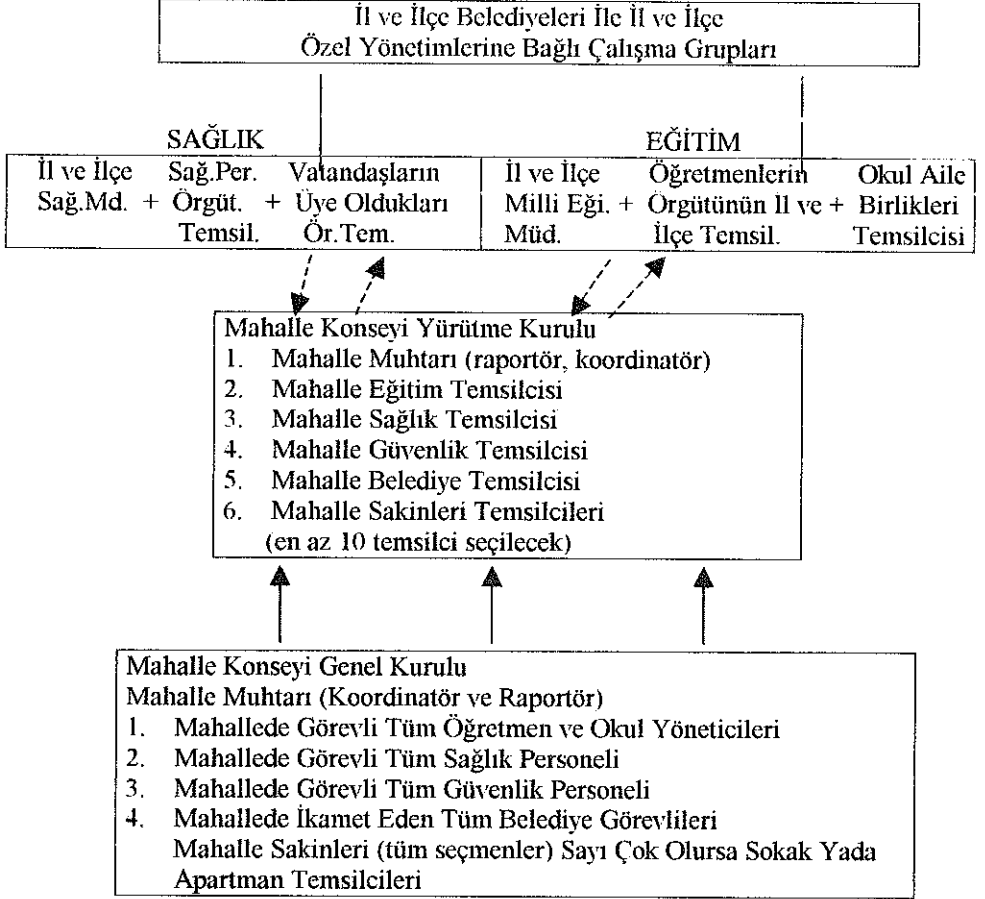 İl ve İlçe Belediyeleri İle İl ve İlçe
Özel Yönetimlerine Bağlı Çalışma Grupları
SAĞLIK
İl ve İlçe Sağ.Per. Vatandaşların
Sağ.Md. + Örgüt. + Üye Oldukları
Temsil. Ör.Tem.
EĞİTİM
İl ve İlçe Öğretmenlerin Okul Aile
Milli Eği. + Örgütünün İl ve + Birlikleri
Müd. İlçe Temsil. Temsilcisi
Mahalle Konseyi Yürütme Kurulu
1. Mahalle Muhtarı (raportör, koordinatör)
2. Mahalle Eğitim Temsilcisi
3. Mahalle Sağlık Temsilcisi
4. Mahalle Güvenlik Temsilcisi
5. Mahalle Belediye Temsilcisi
6. Mahalle Sakinleri Temsilcileri
(en az 10 temsilci seçilecek)
Mahalle Konseyi Genel Kurulu
Mahalle Muhtarı (Koordinatör ve Raportör)
1. Mahallede Görevli Tüm Öğretmen ve Okul Yöneticileri
2. Mahallede Görevli Tüm Sağlık Personeli
3. Mahallede Görevli Tüm Güvenlik Personeli
4. Mahallede İkamet Eden Tüm Belediye Görevlileri
Mahalle Sakinleri (tüm seçmenler) Sayı Çok Olursa Sokak Yada
Apartman Temsilcileri